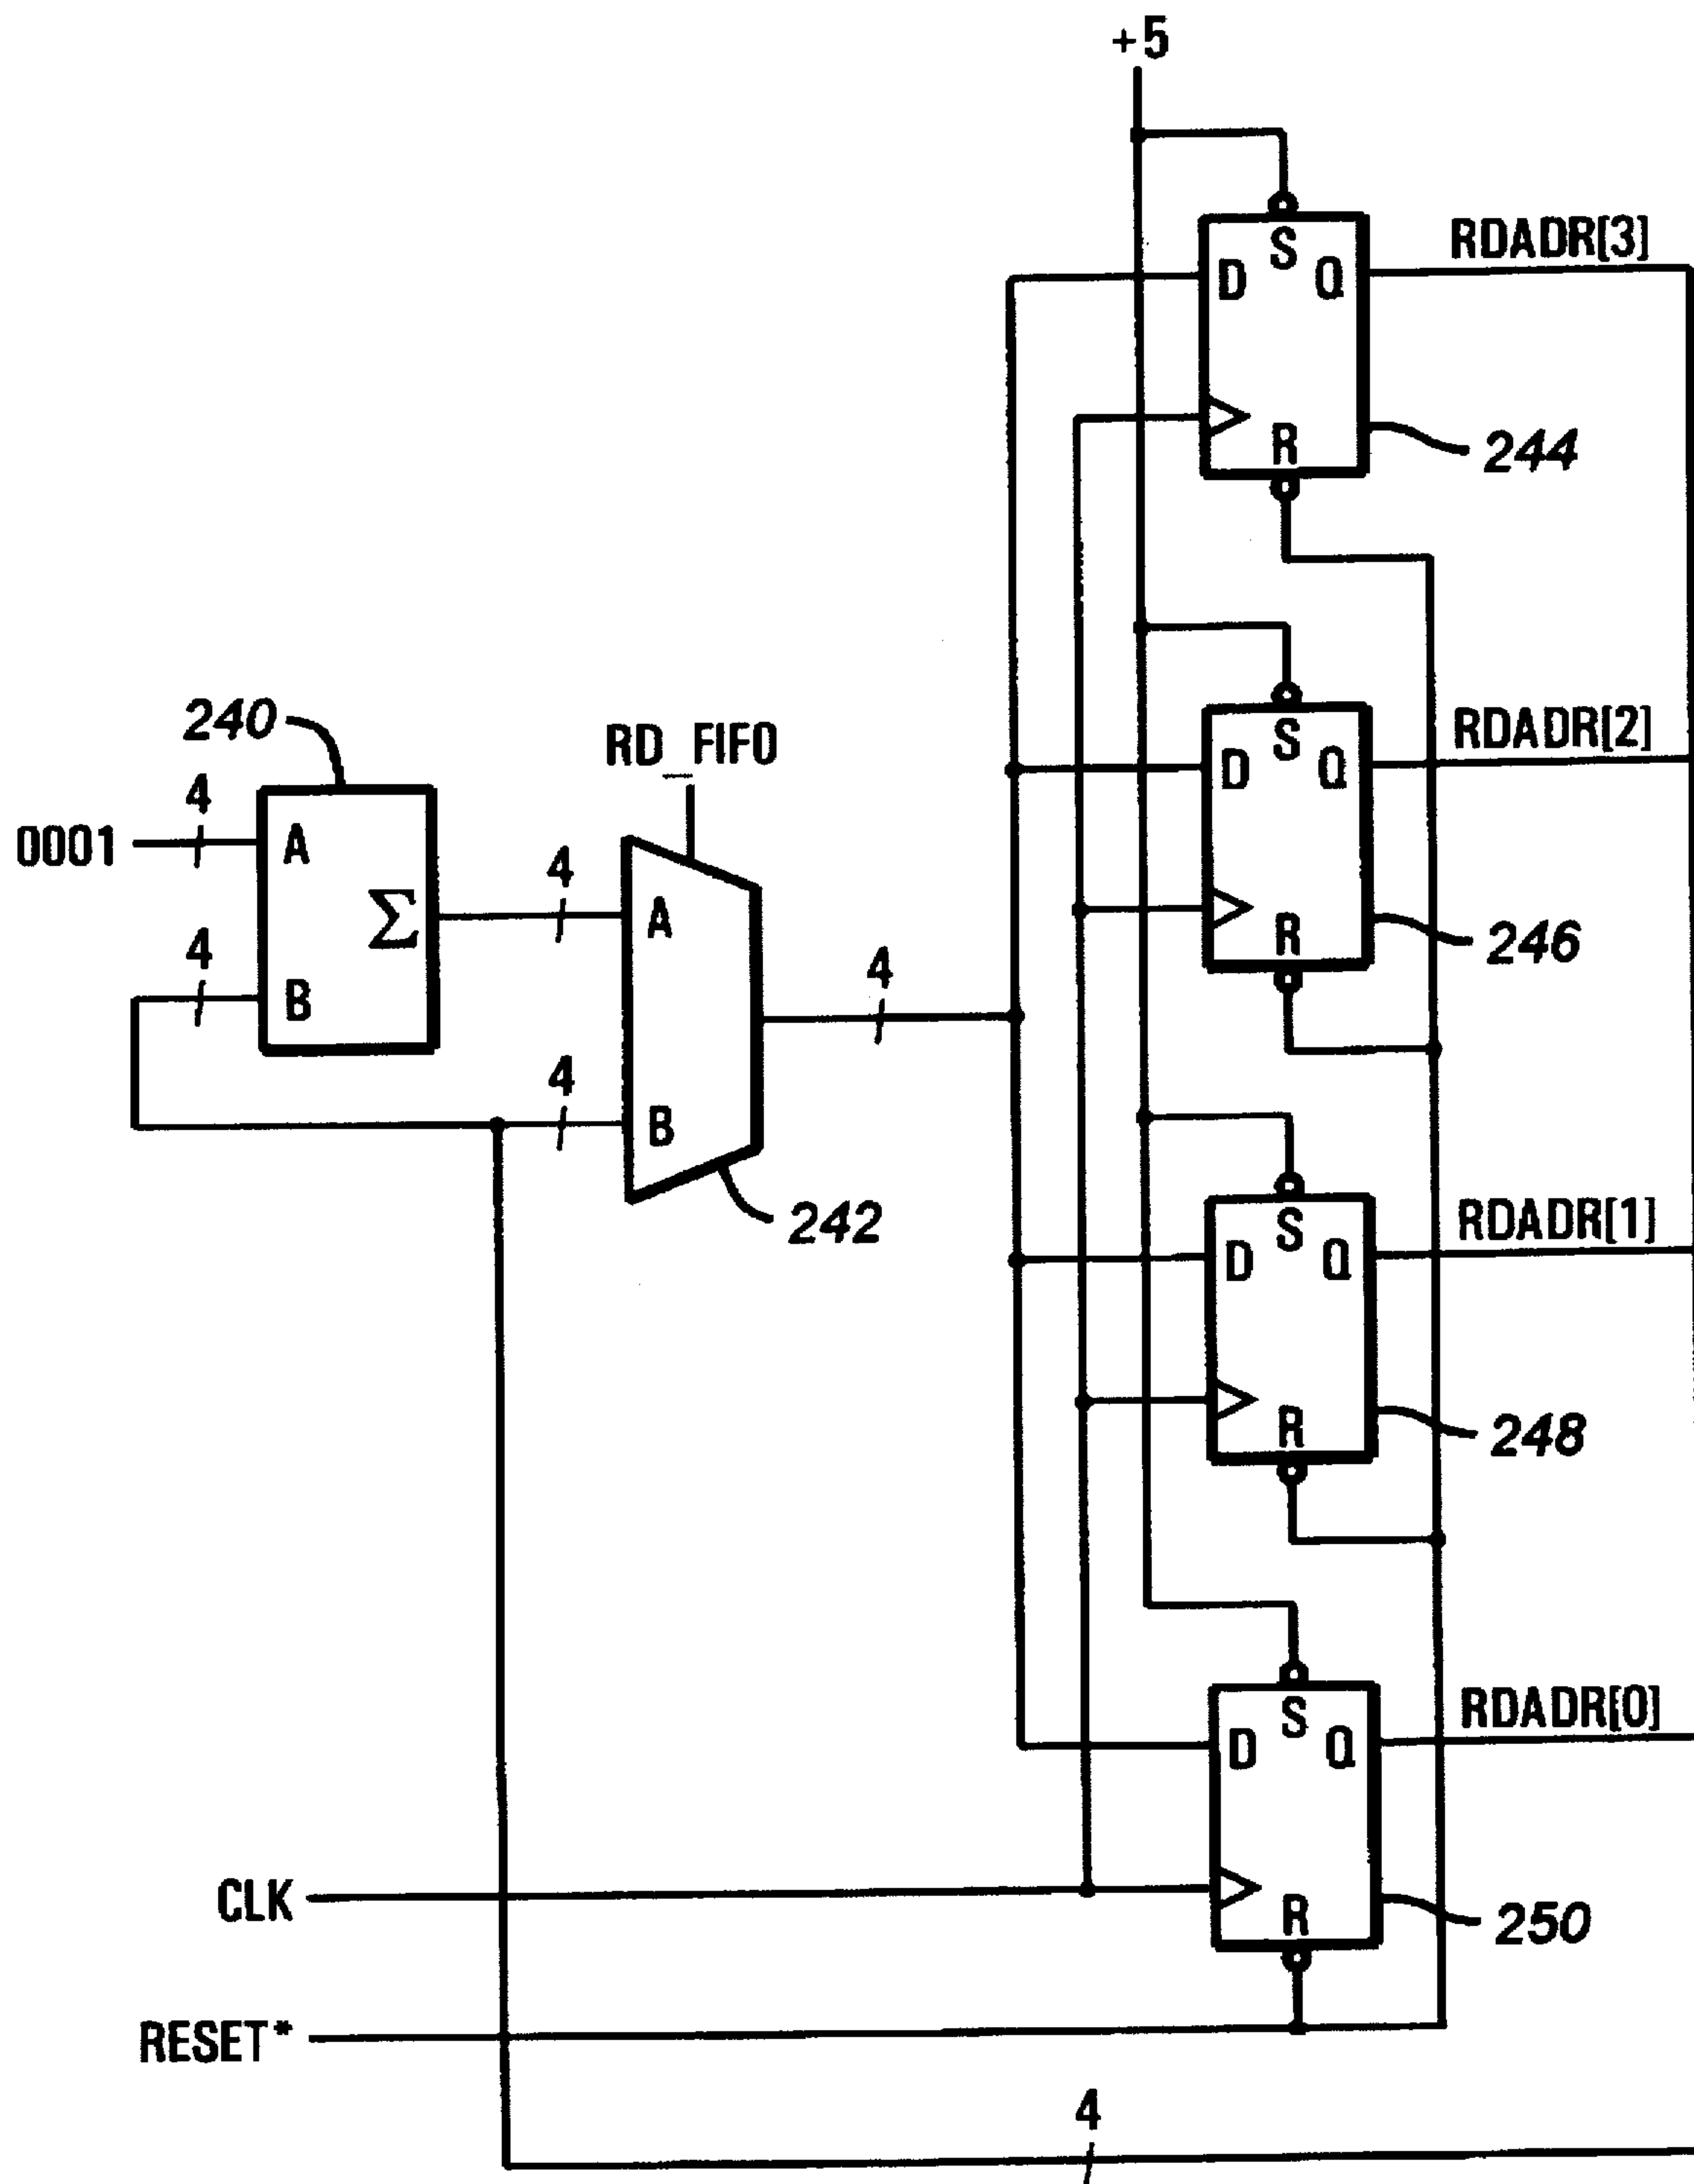 +5
S
D
Q
RDADR[3]
R
244
S
D
Q
RDADR[2]
R
246
240
4
0001
A
Σ
4
B
RD_FIFO
4
A
4
4
B
242
S
D
Q
RDADR[1]
R
248
S
D
Q
RDADR[0]
R
250
CLK
RESET*
4